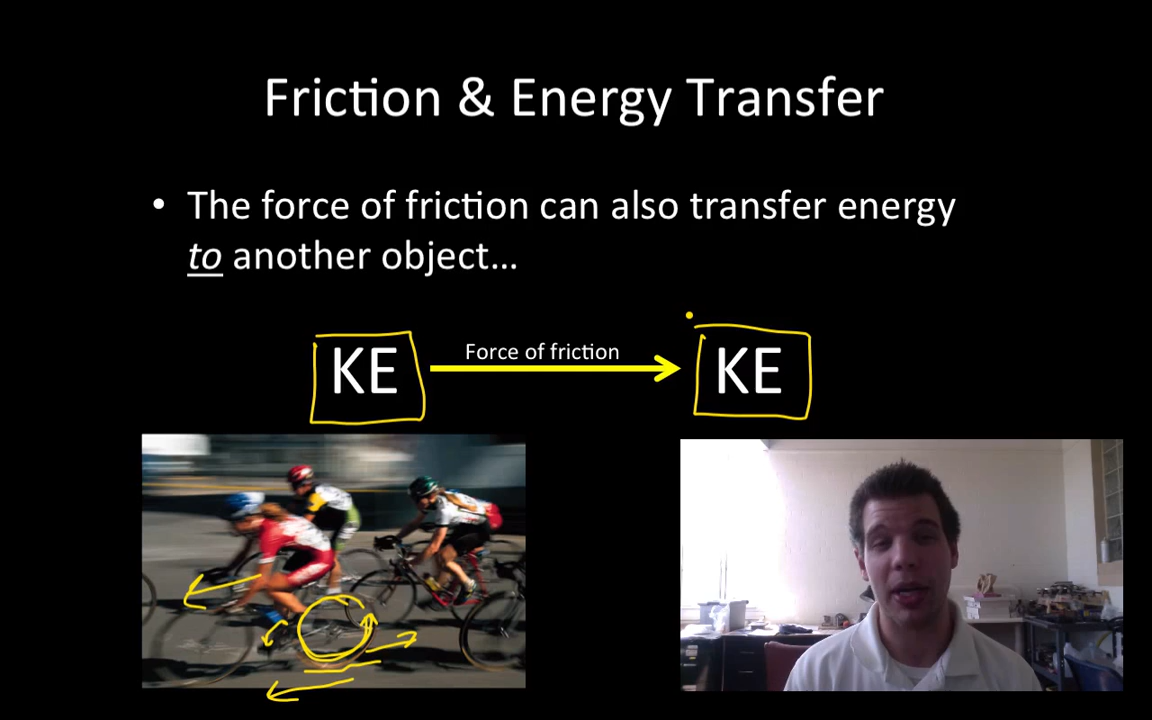 Friction & Energy Transfer
• The force of friction can also transfer energy
to another object…
KE
Force of friction
KE